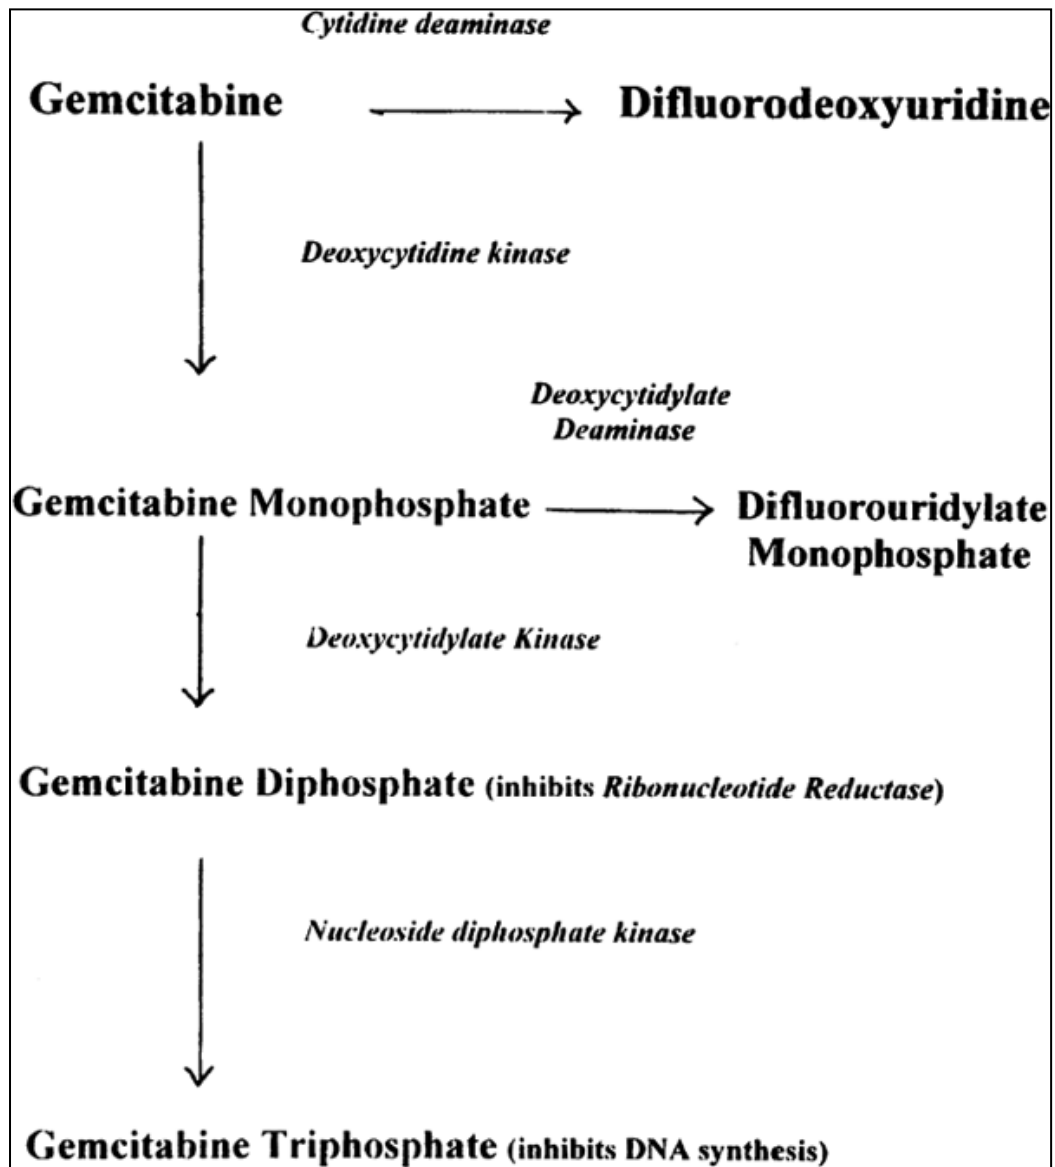 Cytidine deaminase
Gemcitabine
Difluorodeoxyuridine
Deoxycytidine kinase
Deoxycytidylate
Deaminase
Gemcitabine Monophosphate
Difluorouridylate
Monophosphate
Deoxycytidylate Kinase
Gemcitabine Diphosphate (inhibits Ribonucleotide Reductase)
Nucleoside diphosphate kinase
Gemcitabine Triphosphate (inhibits DNA synthesis)